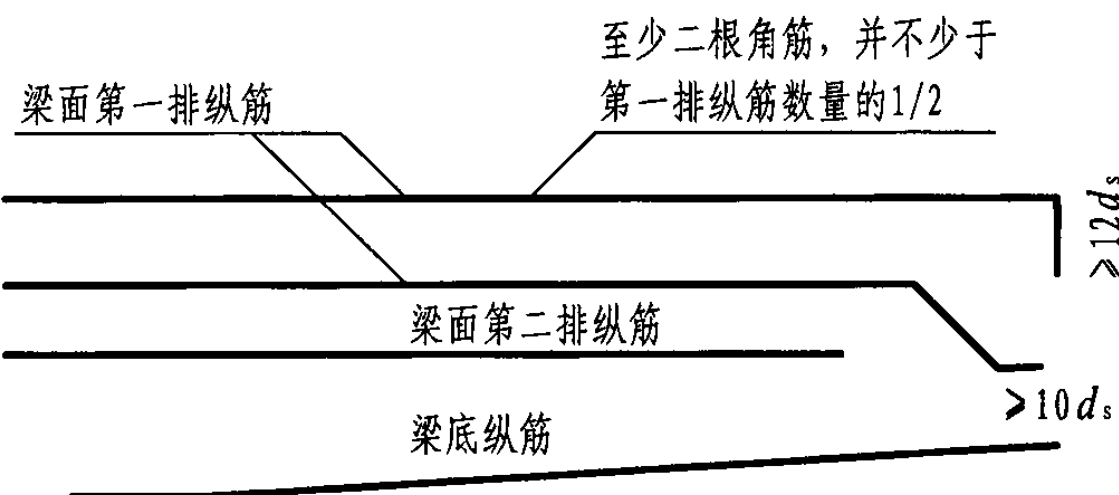 至少二根角筋，并不少于
第一排纵筋数量的1/2
梁面第一排纵筋
≥12ds
梁面第二排纵筋
≥10ds
梁底纵筋